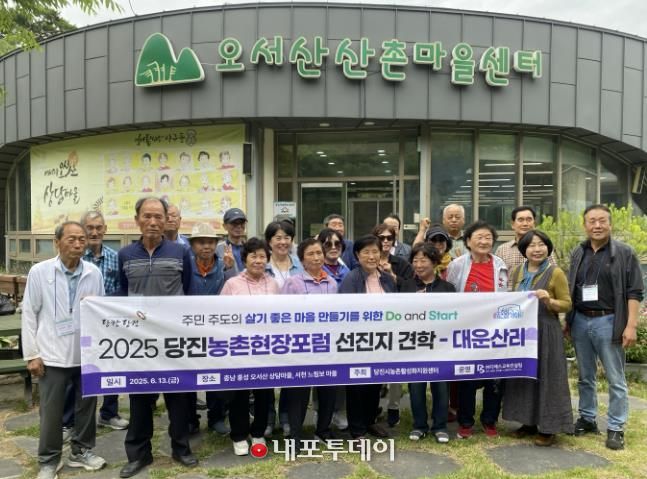 오서산산촌마을센터
상담마을
당찬 당진
주민 주도의 살기 좋은 마을 만들기를 위한 Do and Start
2025 당진농촌현장포럼 선진지 견학 - 대운산리
일시 2025. 6. 13.(금) 장소 충남 홍성 오서산 상담마을, 서천 느림보 마을 주최 당진시농촌활성화지원센터 운영
내포투데이